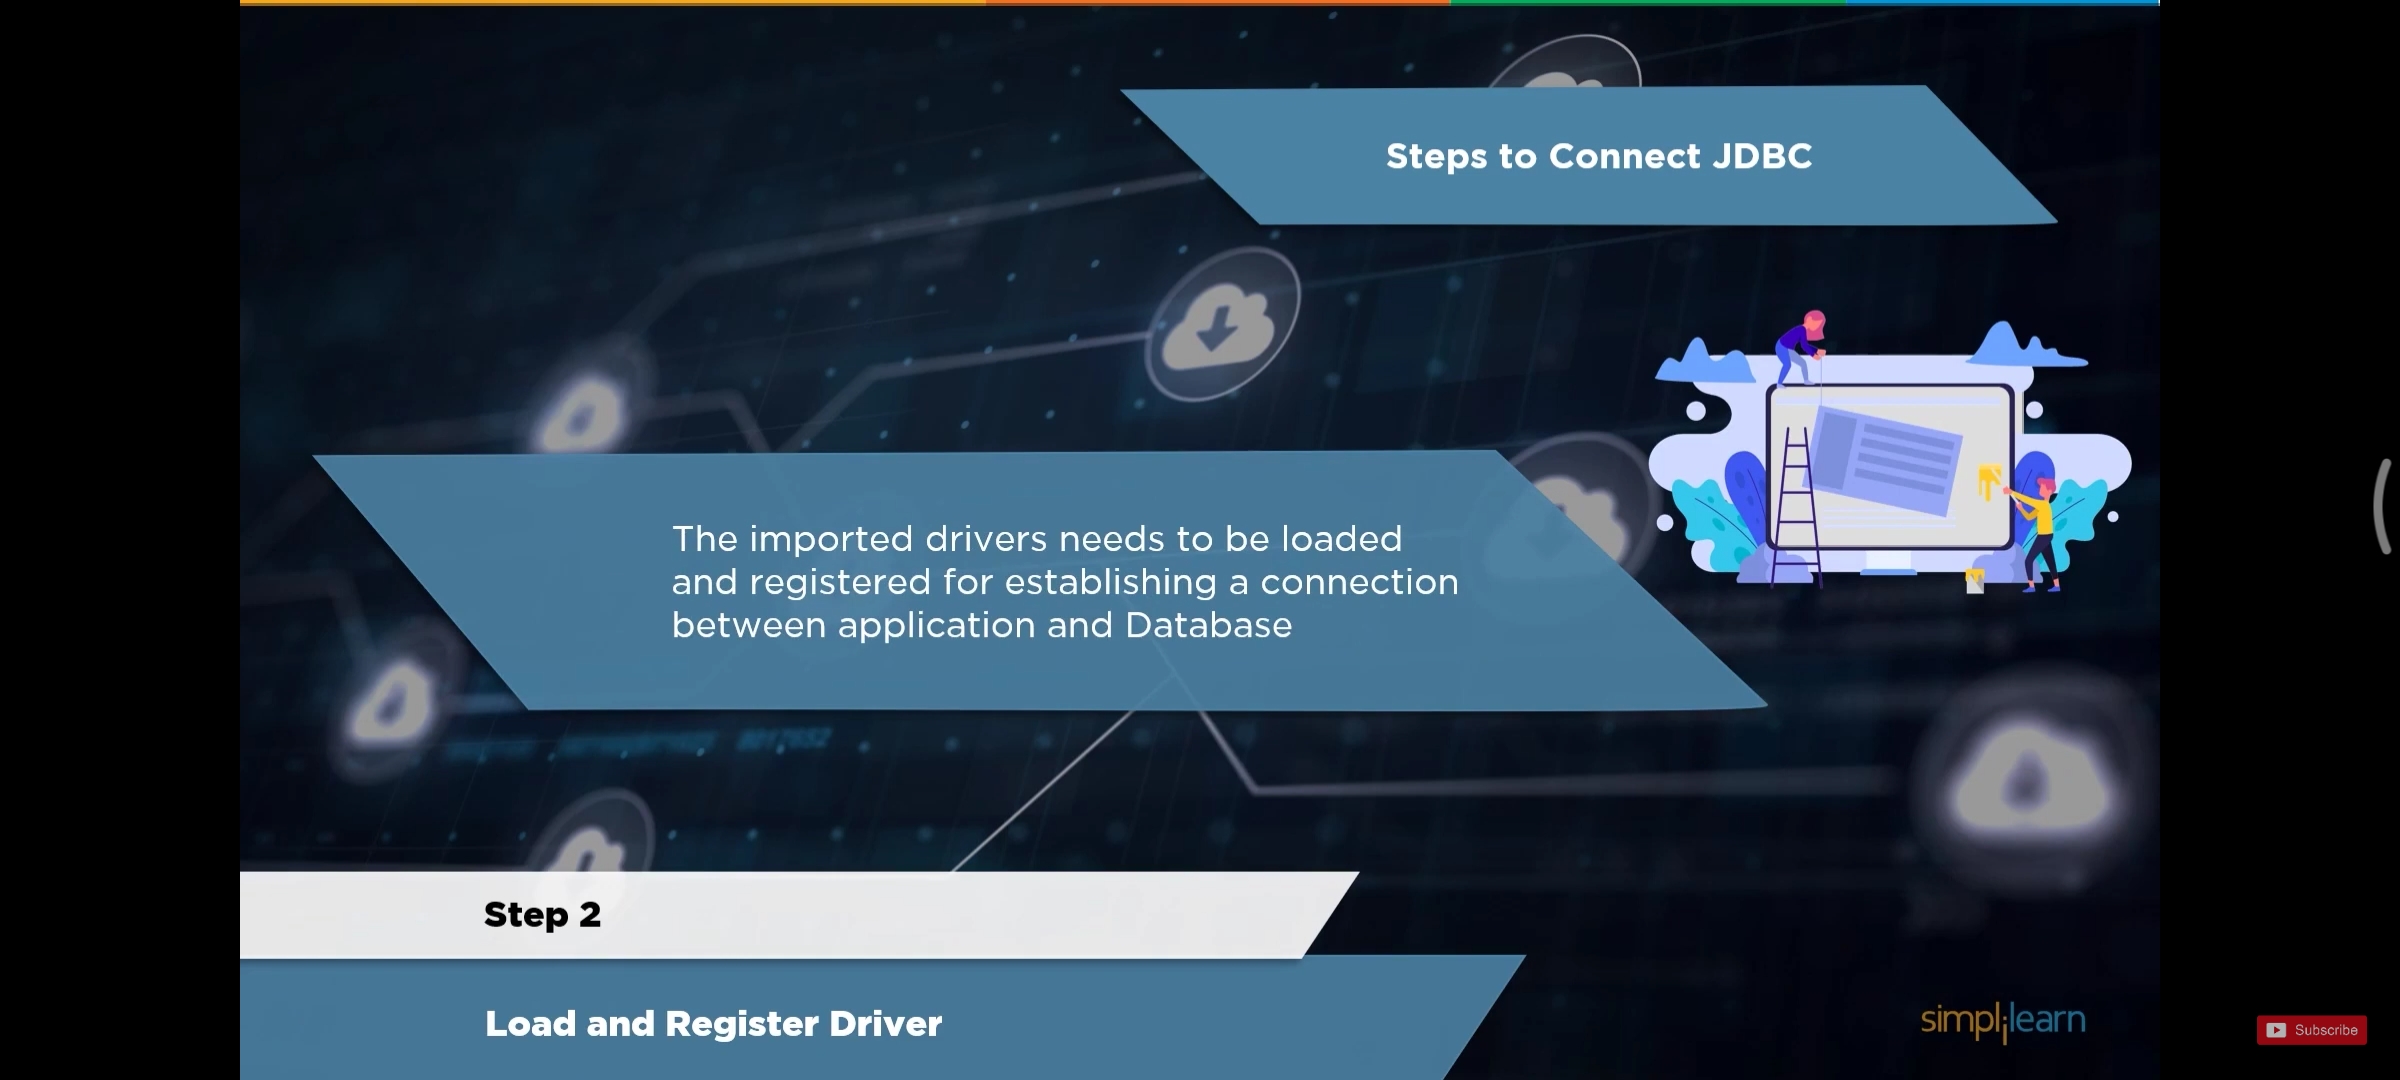 Steps to Connect JDBC
The imported drivers needs to be loaded
and registered for establishing a connection
between application and Database
Step 2
Load and Register Driver
simplilearn
Subscribe